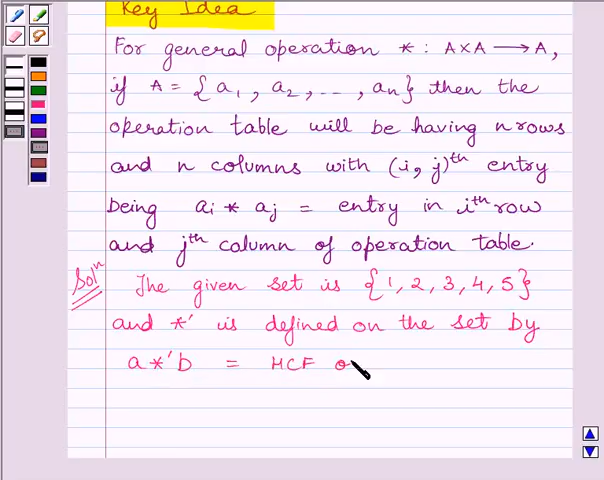 Key Idea
For general operation * : A×A ⟶ A,
if A = {a₁, a₂, ..., aₙ} then the
operation table will be having n rows
and n columns with (i, j)ᵗʰ entry
being aᵢ * aⱼ = entry in iᵗʰ row
and jᵗʰ column of operation table.
Solⁿ The given set is {1, 2, 3, 4, 5}
and *' is defined on the set by
a *' b = HCF o